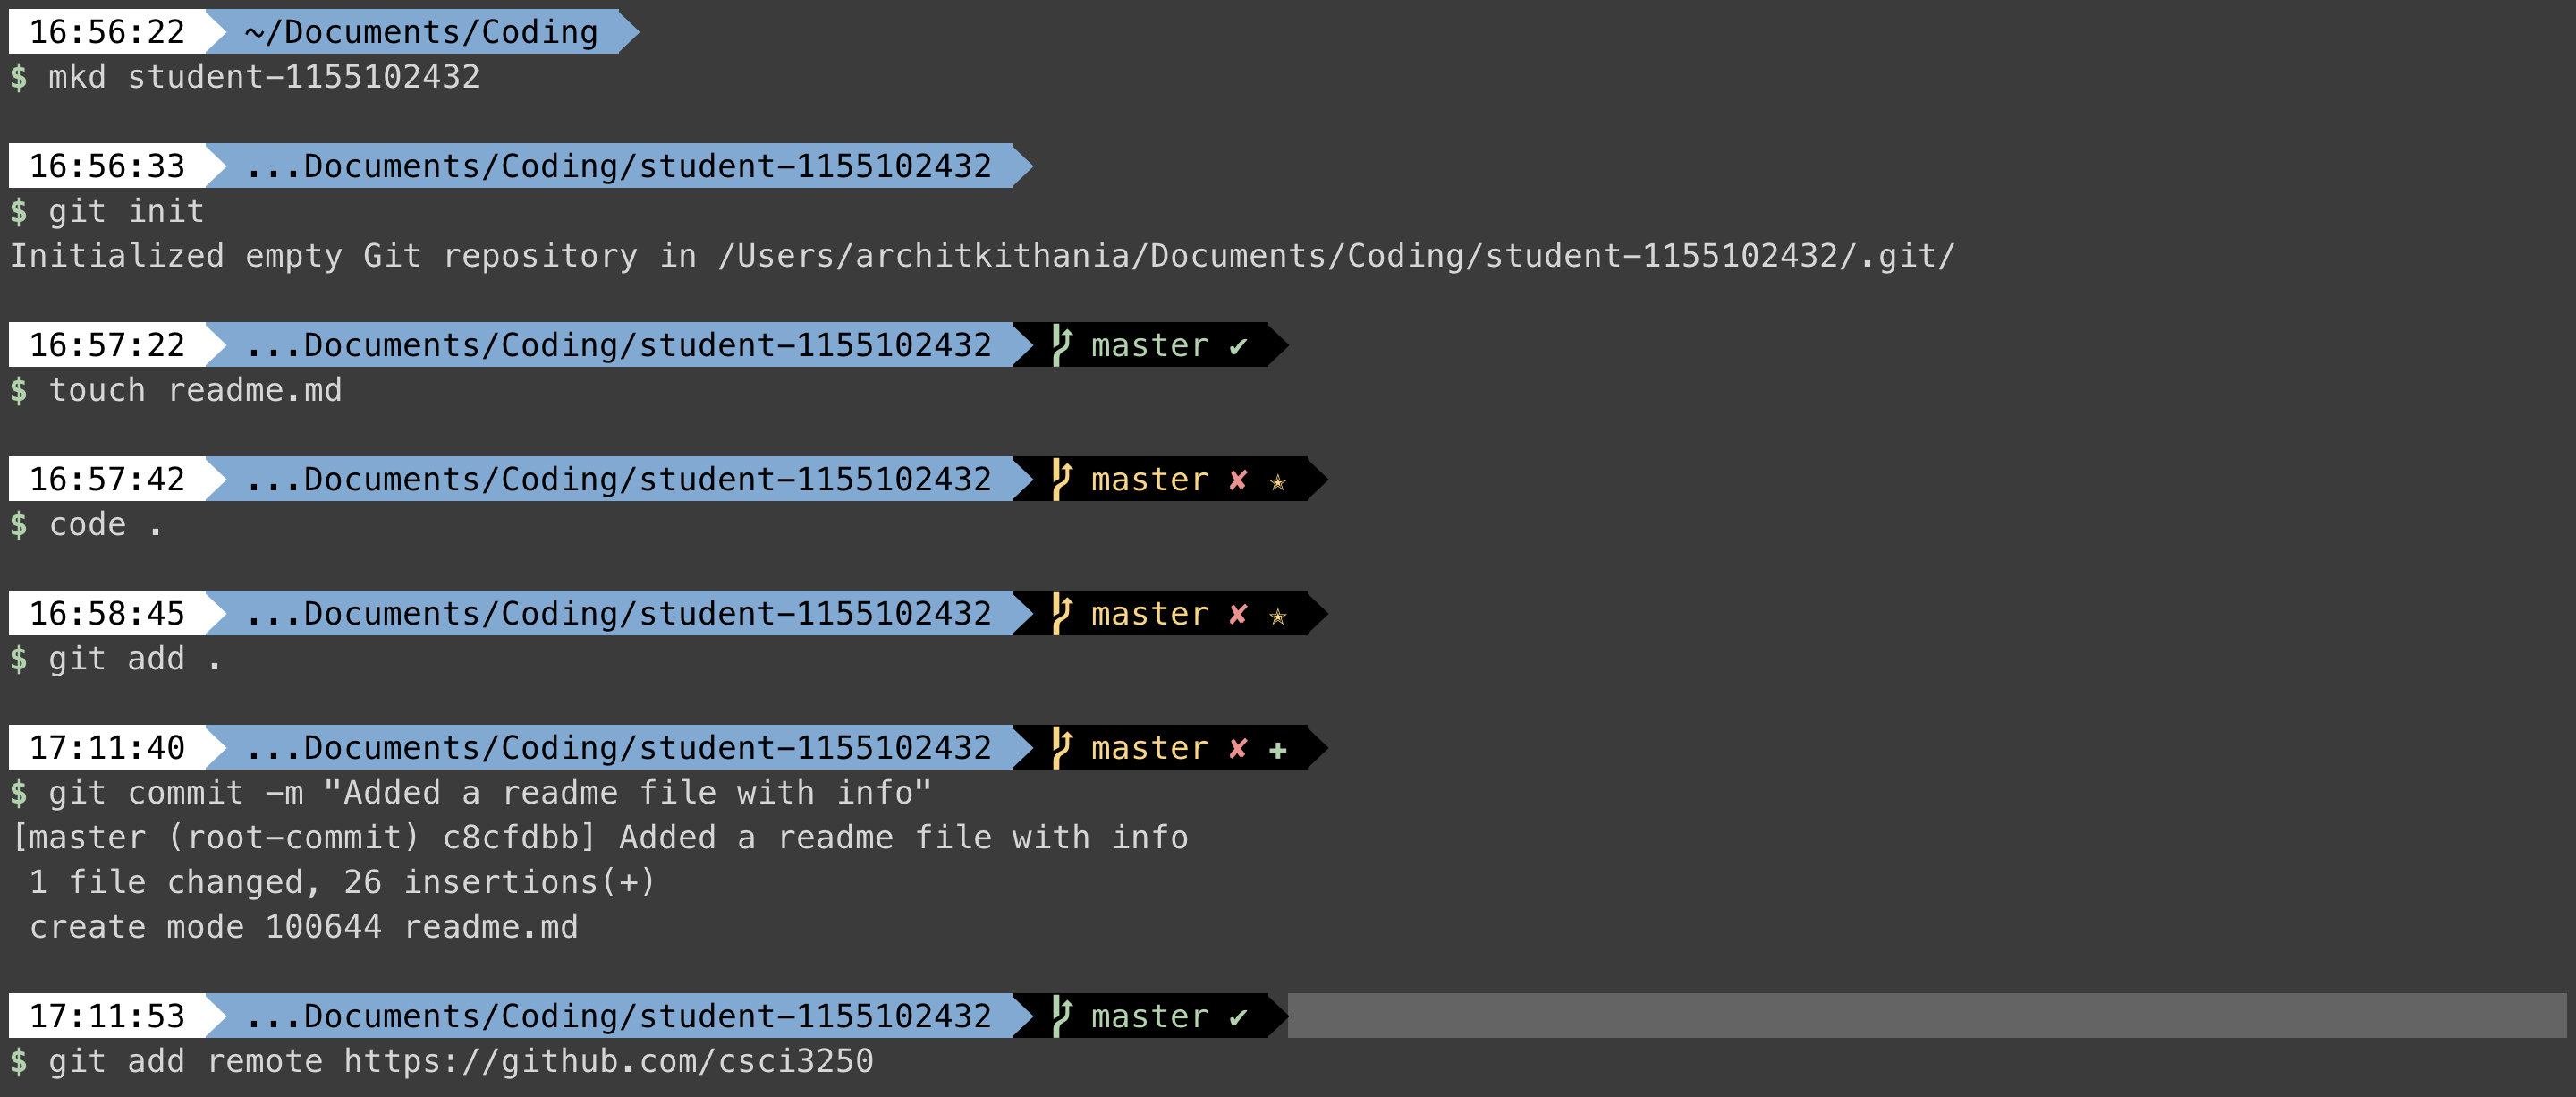 16:56:22 ~/Documents/Coding
$ mkd student-1155102432
16:56:33 ...Documents/Coding/student-1155102432
$ git init
Initialized empty Git repository in /Users/architkithania/Documents/Coding/student-1155102432/.git/
16:57:22 ...Documents/Coding/student-1155102432 master ✔
$ touch readme.md
16:57:42 ...Documents/Coding/student-1155102432 master ✘ ✭
$ code .
16:58:45 ...Documents/Coding/student-1155102432 master ✘ ✭
$ git add .
17:11:40 ...Documents/Coding/student-1155102432 master ✘ ✚
$ git commit -m "Added a readme file with info"
[master (root-commit) c8cfdbb] Added a readme file with info
1 file changed, 26 insertions(+)
create mode 100644 readme.md
17:11:53 ...Documents/Coding/student-1155102432 master ✔
$ git add remote https://github.com/csci3250